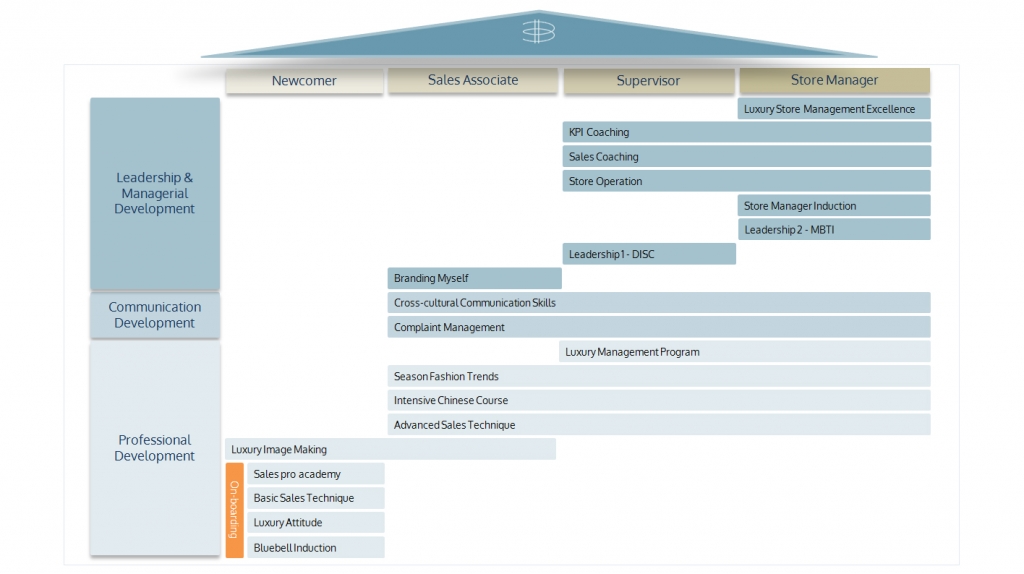 Newcomer
Sales Associate
Supervisor
Store Manager
Leadership &
Managerial
Development
Luxury Store Management Excellence
KPI Coaching
Sales Coaching
Store Operation
Store Manager Induction
Leadership 2 - MBTI
Leadership 1 - DISC
Branding Myself
Communication
Development
Cross-cultural Communication Skills
Complaint Management
Professional
Development
Luxury Management Program
Season Fashion Trends
Intensive Chinese Course
Advanced Sales Technique
Luxury Image Making
On-boarding
Sales pro academy
Basic Sales Technique
Luxury Attitude
Bluebell Induction